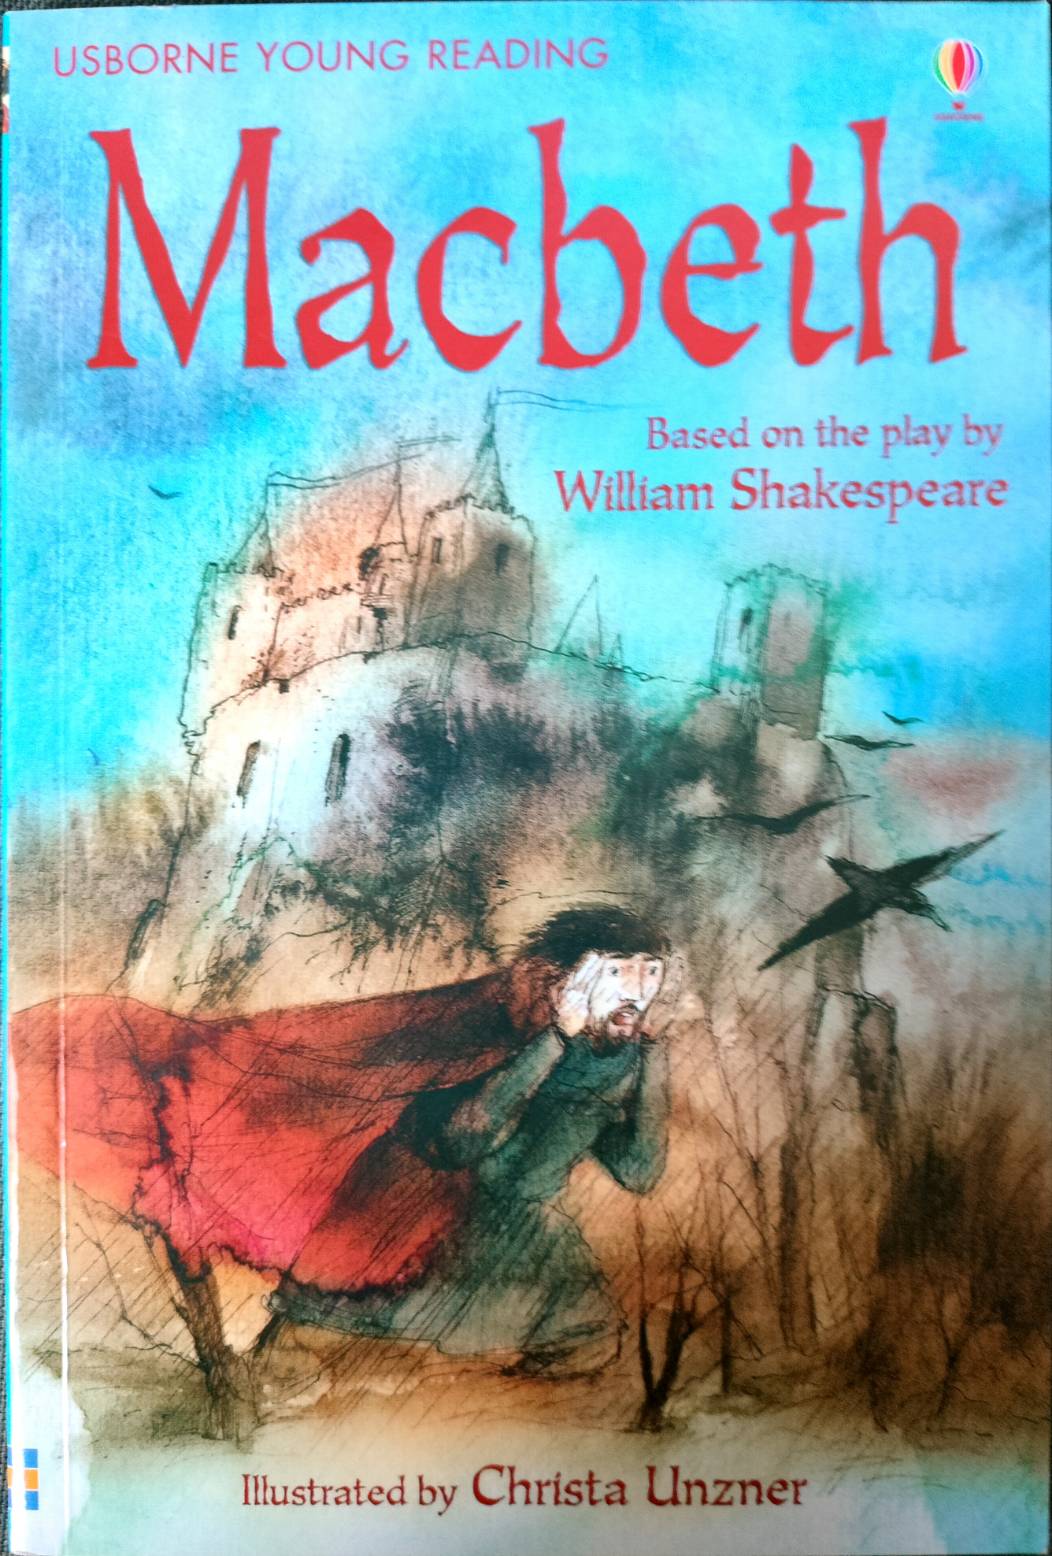 USBORNE YOUNG READING
Macbeth
Based on the play by
William Shakespeare
Illustrated by Christa Unzner